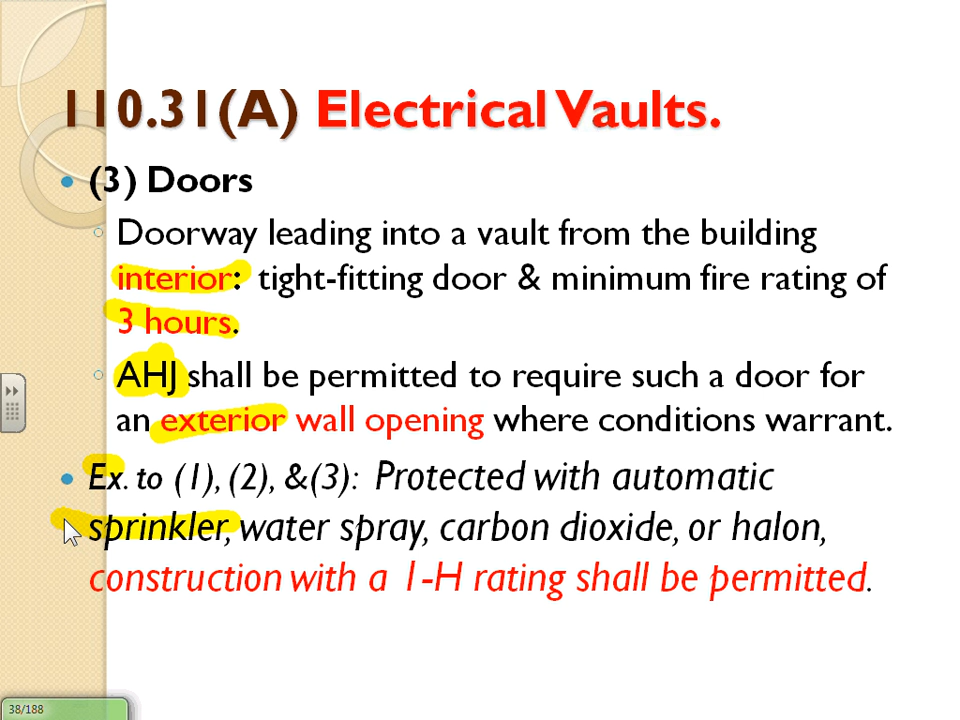 110.31(A) Electrical Vaults.
(3) Doors
Doorway leading into a vault from the building
interior: tight-fitting door & minimum fire rating of
3 hours.
AHJ shall be permitted to require such a door for
an exterior wall opening where conditions warrant.
Ex. to (1), (2), &(3): Protected with automatic
sprinkler, water spray, carbon dioxide, or halon,
construction with a 1-H rating shall be permitted.
38/188